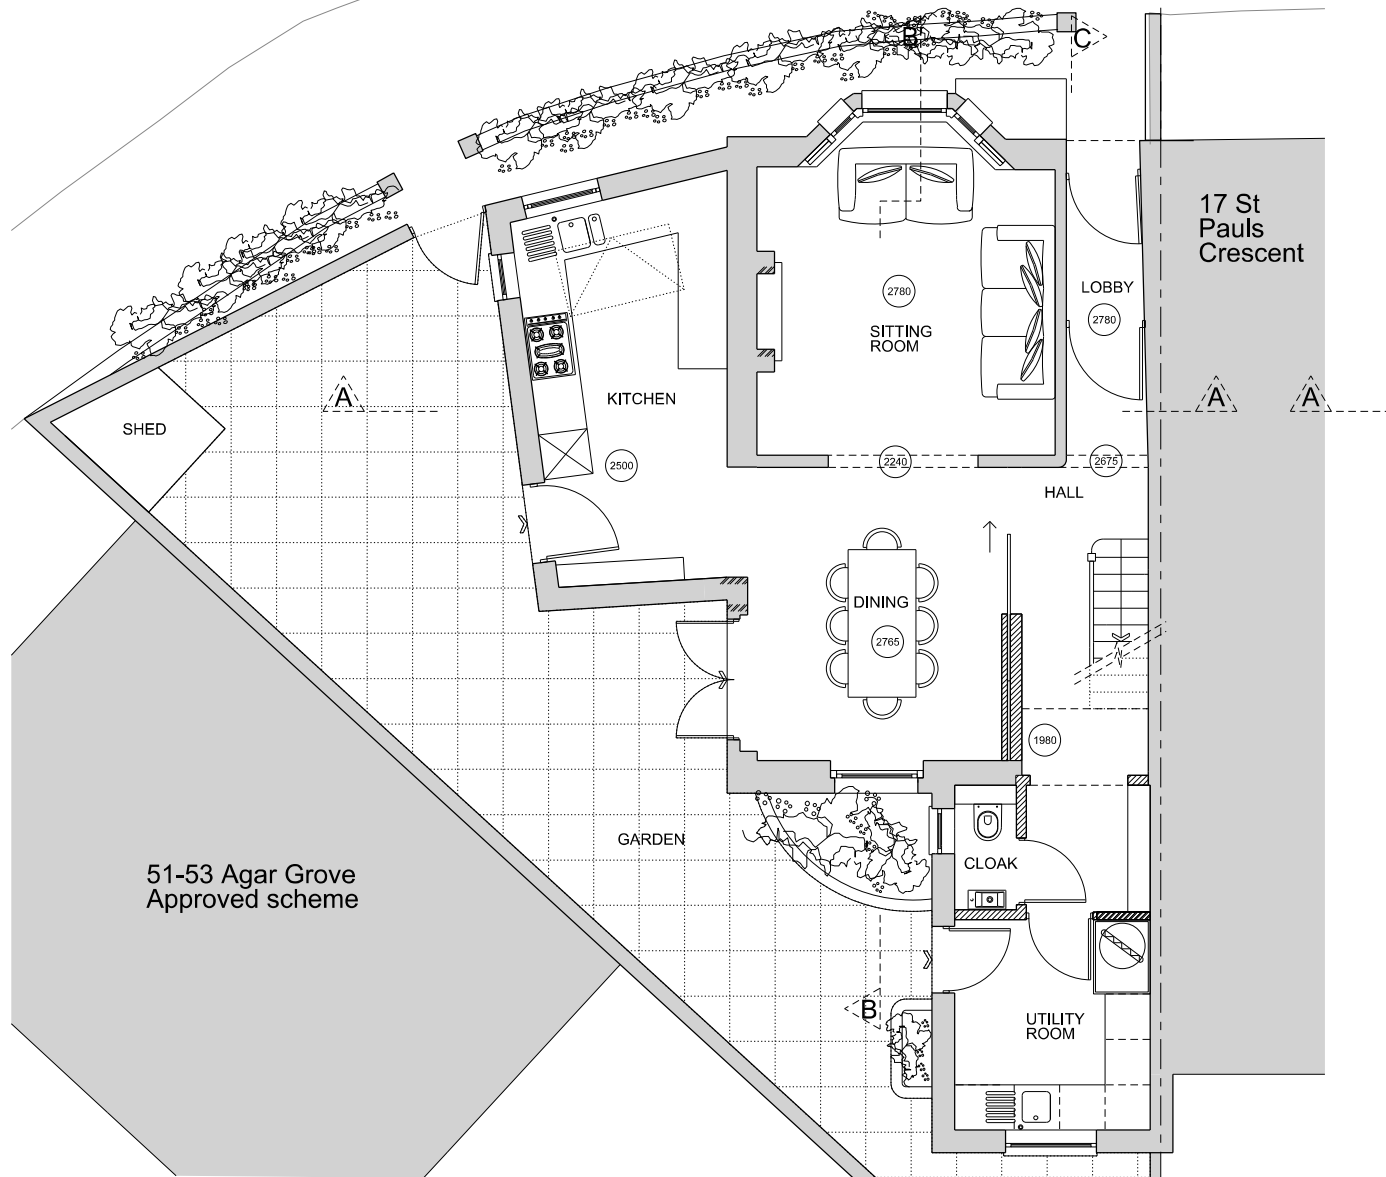 B
C
17 St
Pauls
Crescent
2780
LOBBY
2780
SITTING
ROOM
A
KITCHEN
A
A
SHED
2500
2240
2675
HALL
DINING
2765
1980
GARDEN
CLOAK
51-53 Agar Grove
Approved scheme
B
UTILITY
ROOM